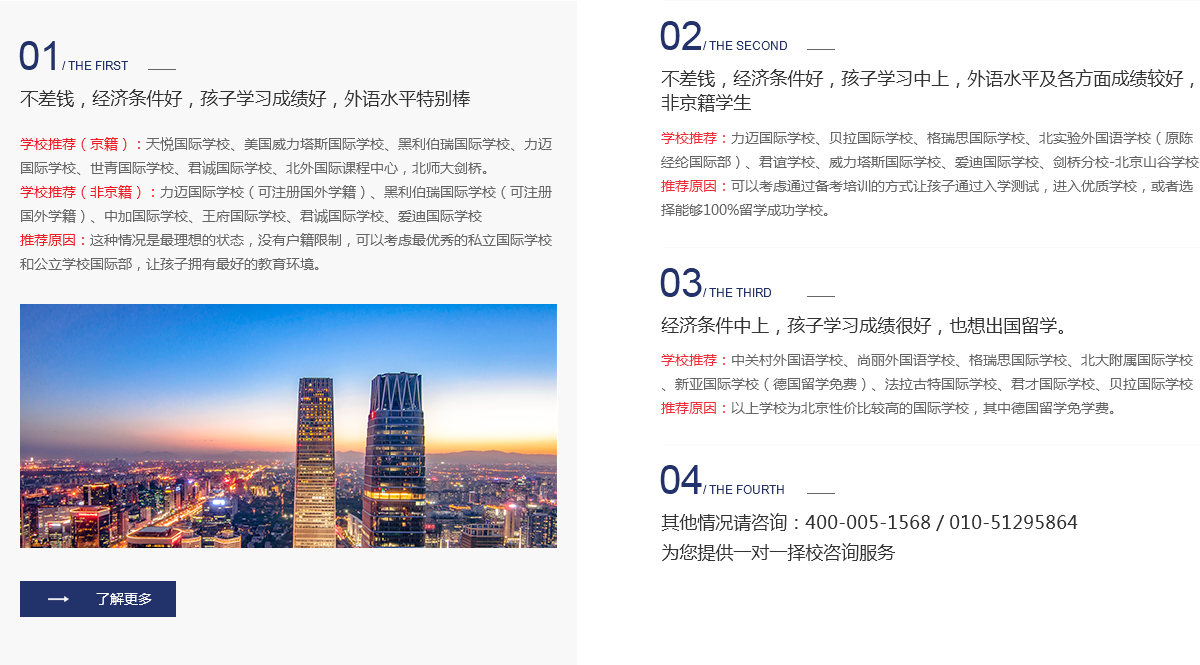 01 / THE FIRST
不差钱，经济条件好，孩子学习成绩好，外语水平特别棒
学校推荐（京籍）：天悦国际学校、美国威力塔斯国际学校、黑利伯瑞国际学校、力迈
国际学校、世青国际学校、君诚国际学校、北外国际课程中心，北师大剑桥。
学校推荐（非京籍）：力迈国际学校（可注册国外学籍）、黑利伯瑞国际学校（可注册
国外学籍）、中加国际学校、王府国际学校、君诚国际学校、爱迪国际学校
推荐原因：这种情况是最理想的状态，没有户籍限制，可以考虑最优秀的私立国际学校
和公立学校国际部，让孩子拥有最好的教育环境。
了解更多
02 / THE SECOND
不差钱，经济条件好，孩子学习中上，外语水平及各方面成绩较好，
非京籍学生
学校推荐：力迈国际学校、贝拉国际学校、格瑞思国际学校、北实验外国语学校（原陈
经纶国际部）、君谊学校、威力塔斯国际学校、爱迪国际学校、剑桥分校-北京山谷学校
推荐原因：可以考虑通过备考培训的方式让孩子通过入学测试，进入优质学校，或者选
择能够100%留学成功学校。
03 / THE THIRD
经济条件中上，孩子学习成绩很好，也想出国留学。
学校推荐：中关村外国语学校、尚丽外国语学校、格瑞思国际学校、北大附属国际学校
、新亚国际学校（德国留学免费）、法拉古特国际学校、君才国际学校、贝拉国际学校
推荐原因：以上学校为北京性价比较高的国际学校，其中德国留学免学费。
04 / THE FOURTH
其他情况请咨询：400-005-1568 / 010-51295864
为您提供一对一择校咨询服务